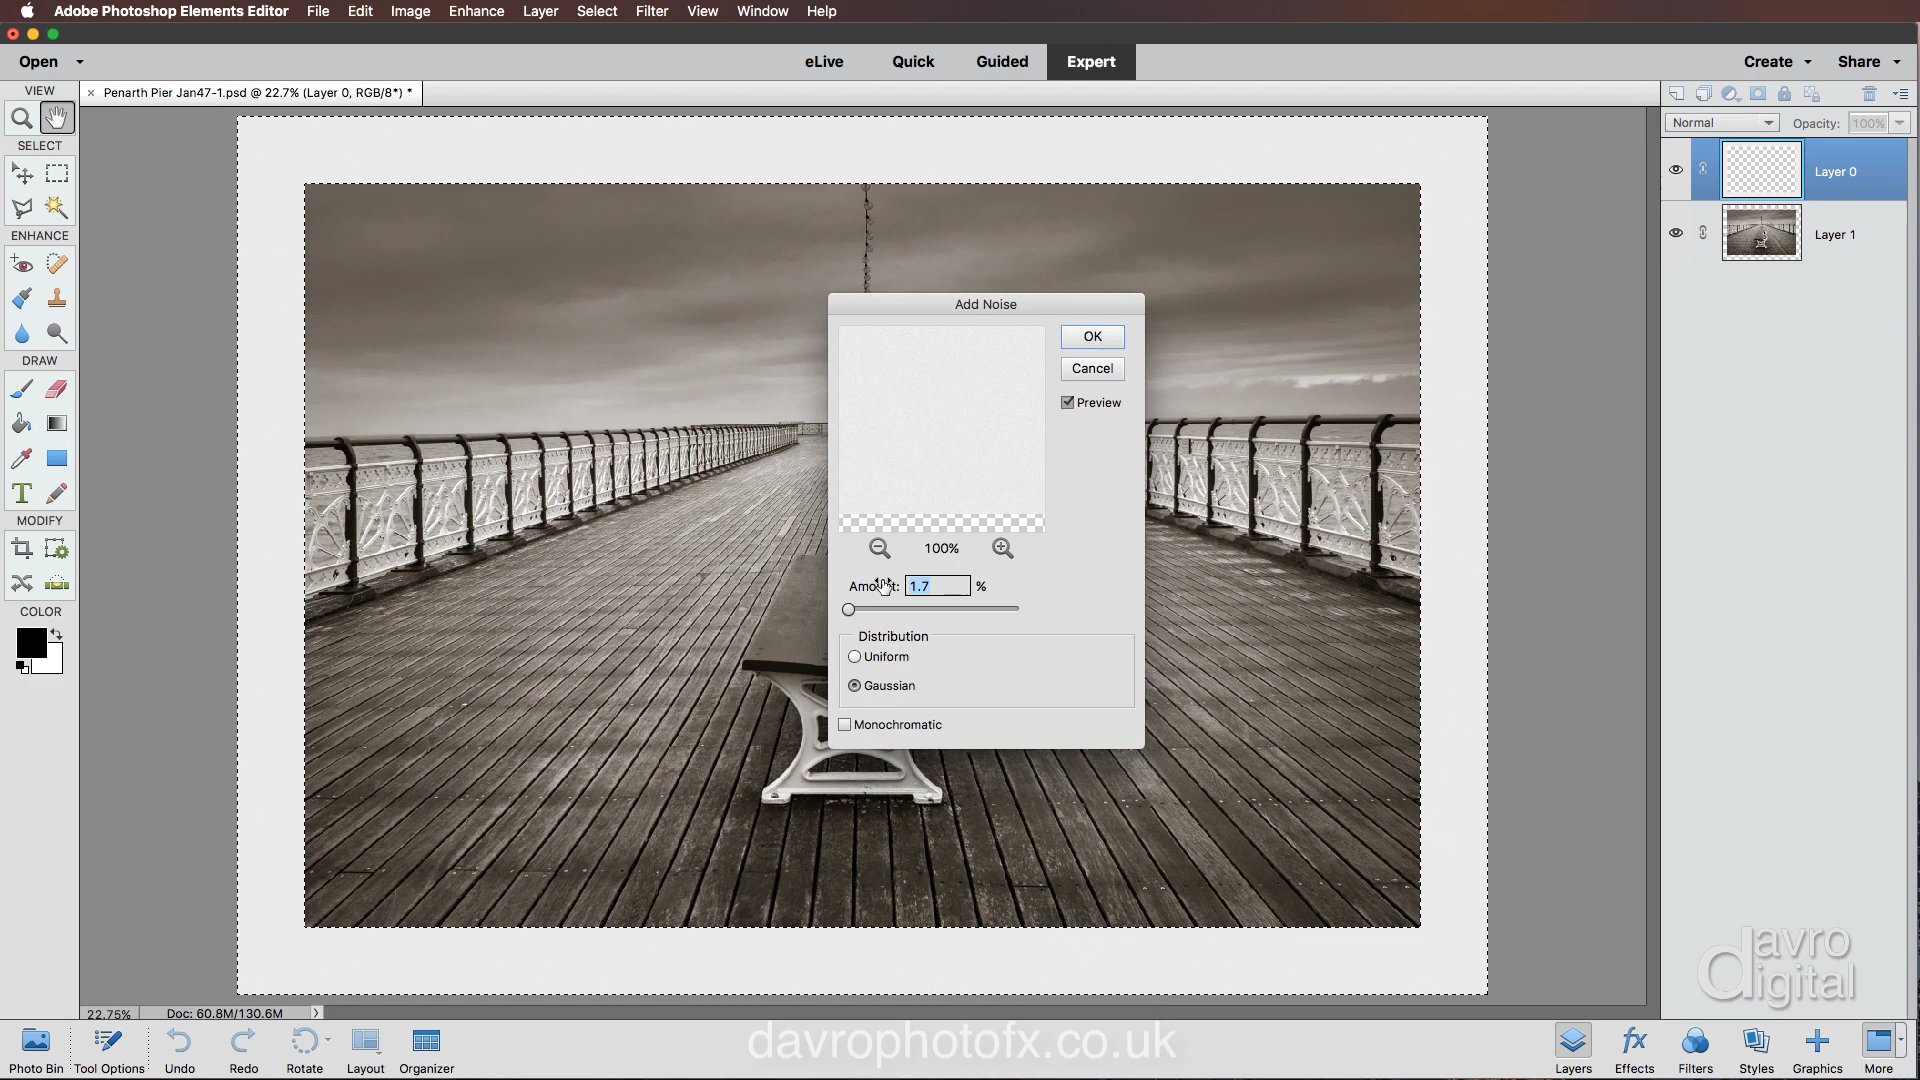 Adobe Photoshop Elements Editor File Edit Image Enhance Layer Select Filter View Window Help
Open eLive Quick Guided Expert Create Share
VIEW
Penarth Pier Jan47-1.psd @ 22.7% (Layer 0, RGB/8*) *
Normal Opacity: 100%
SELECT
Layer 0
ENHANCE
Layer 1
Add Noise
OK
Cancel
Preview
DRAW
T
MODIFY
100%
Amount: 1.7 %
COLOR
Distribution
Uniform
Gaussian
Monochromatic
davro
digital
22.75% Doc: 60.8M/130.6M
davrophotofx.co.uk
fx
Photo Bin Tool Options Undo Redo Rotate Layout Organizer Layers Effects Filters Styles Graphics More